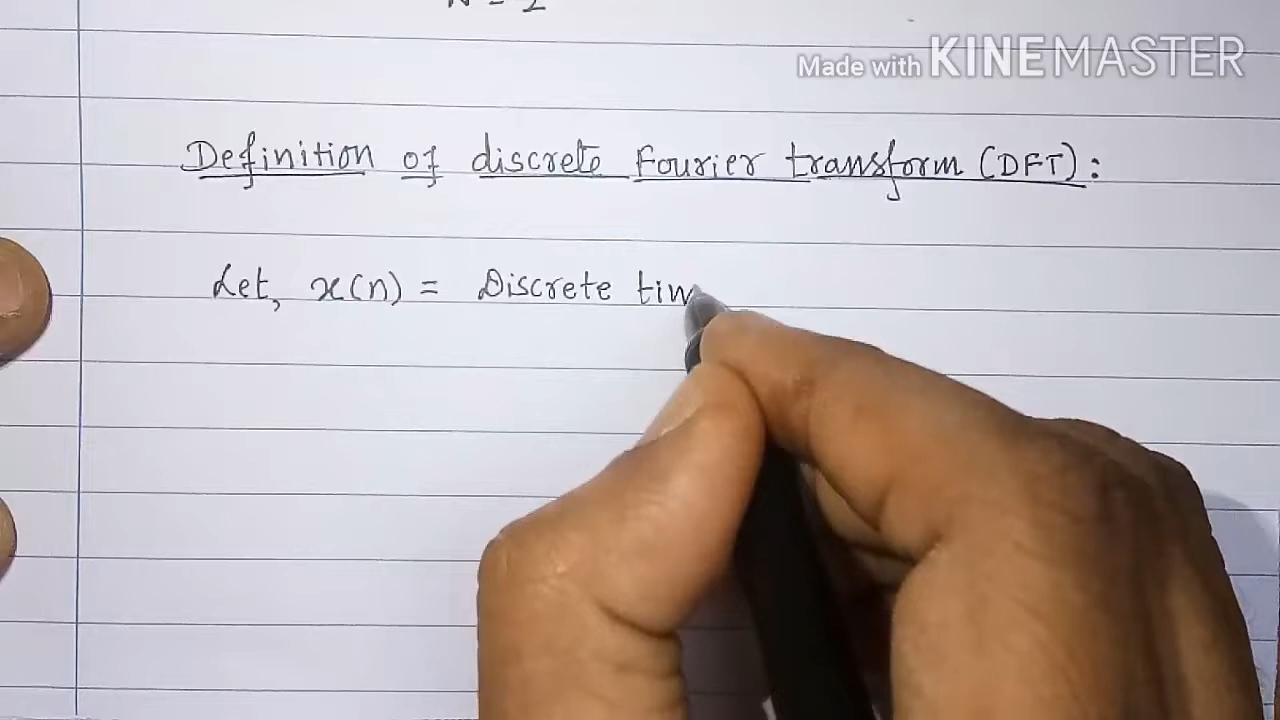 Made with KINEMASTER
Definition of discrete Fourier transform (DFT):
Let, x(n) = Discrete tim